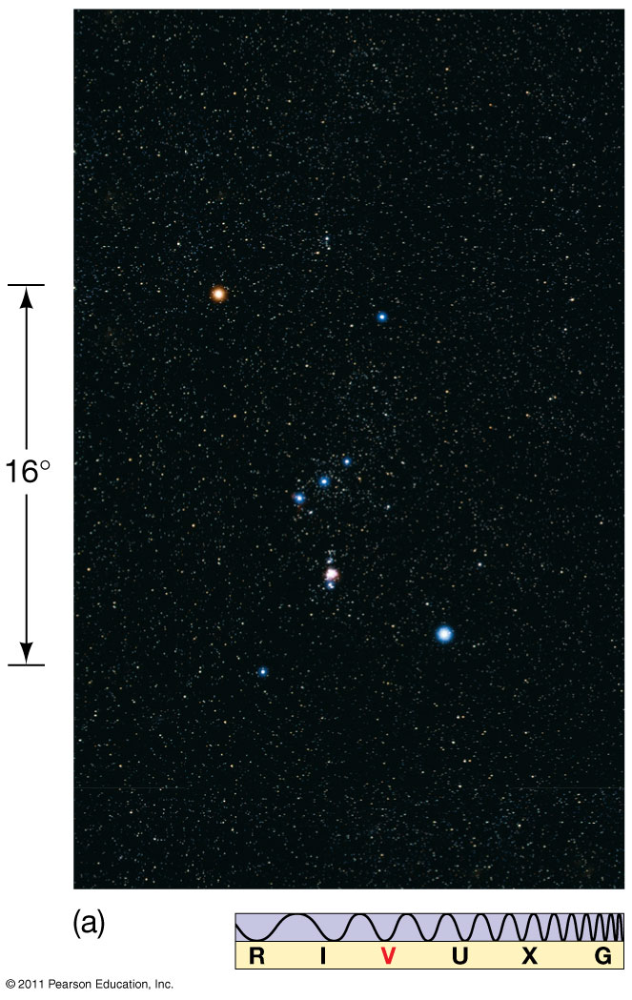 16°
(a)
R I V U X G
© 2011 Pearson Education, Inc.